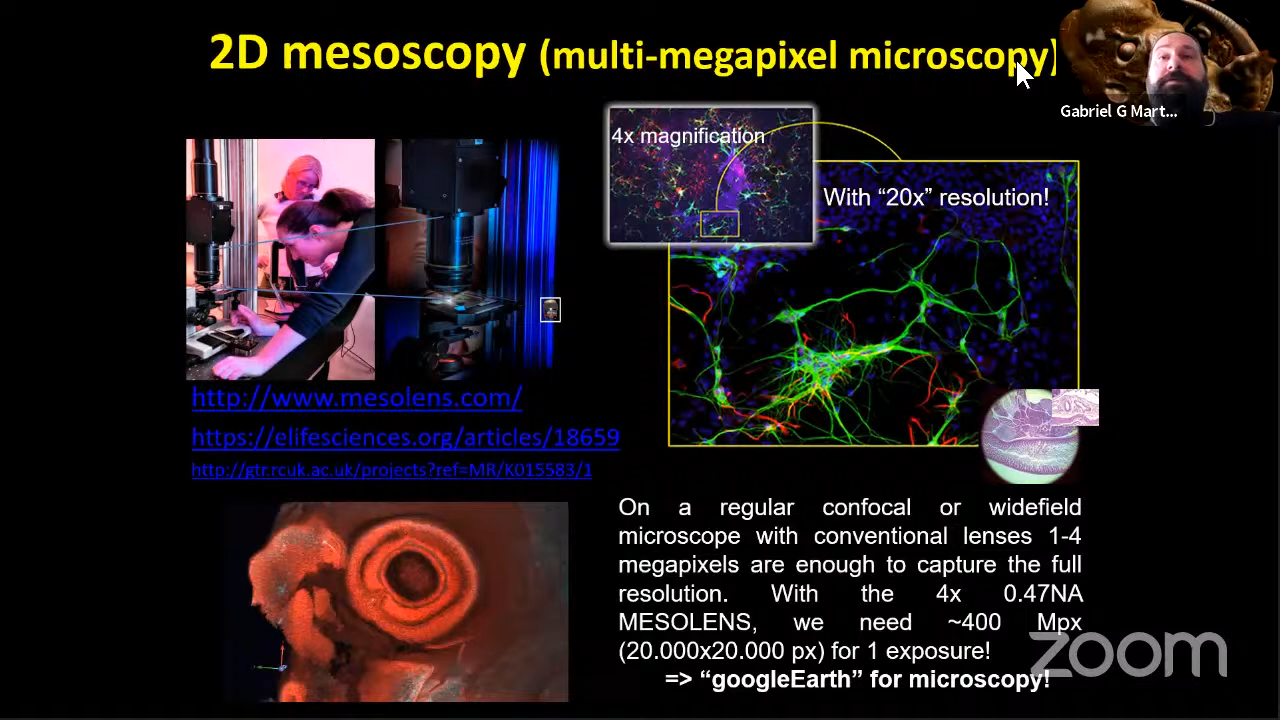 2D mesoscopy (multi-megapixel microscopy)
Gabriel G Mart...
4x magnification
With “20x” resolution!
http://www.mesolens.com/
https://elifesciences.org/articles/18659
http://gtr.rcuk.ac.uk/projects?ref=MR/K015583/1
On a regular confocal or widefield
microscope with conventional lenses 1-4
megapixels are enough to capture the full
resolution. With the 4x 0.47NA
MESOLENS, we need ~400 Mpx
(20.000x20.000 px) for 1 exposure!
=> “googleEarth” for microscopy!
zoom